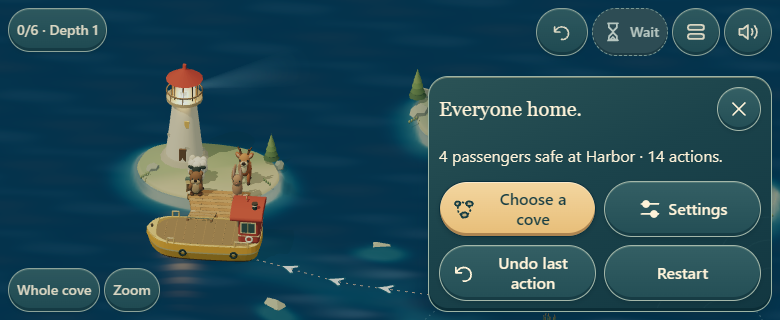 0/6 · Depth 1
Wait
Everyone home.
4 passengers safe at Harbor · 14 actions.
Choose a
cove
Settings
Undo last
action
Restart
Whole cove
Zoom